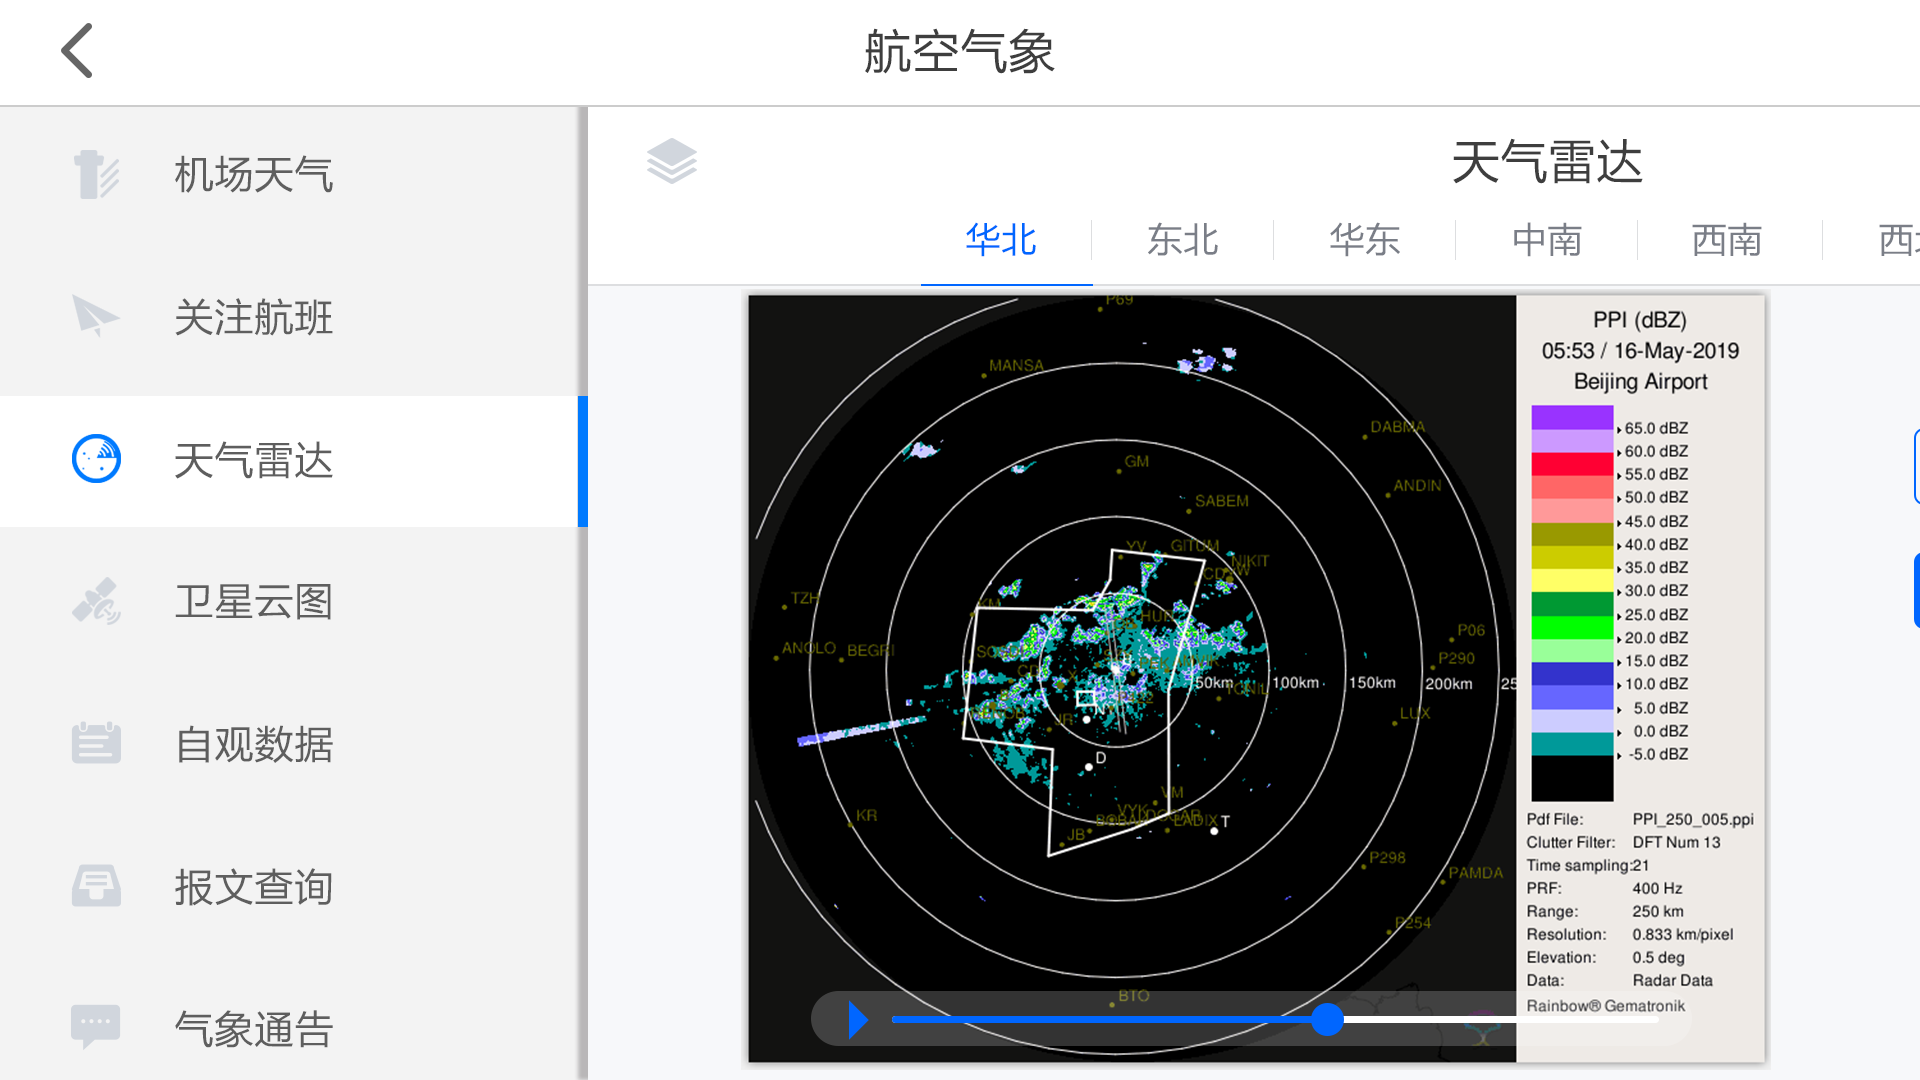 航空气象
机场天气
关注航班
天气雷达
卫星云图
自观数据
报文查询
气象通告
天气雷达
华北
东北
华东
中南
西南
P69
MANSA
DABMA
GM
ANDIN
SABEM
YV
GITUM
NIKIT
TZH
KM
HUR
P06
ANOLO
BEGRI
P290
50km
100km
150km
200km
25
JR
LUX
D
VM
VYK
KR
JB
LADIX
T
P298
PAMDA
P254
BTO
PPI (dBZ)
05:53 / 16-May-2019
Beijing Airport
65.0 dBZ
60.0 dBZ
55.0 dBZ
50.0 dBZ
45.0 dBZ
40.0 dBZ
35.0 dBZ
30.0 dBZ
25.0 dBZ
20.0 dBZ
15.0 dBZ
10.0 dBZ
5.0 dBZ
0.0 dBZ
-5.0 dBZ
Pdf File: PPI_250_005.ppi
Clutter Filter: DFT Num 13
Time sampling:21
PRF: 400 Hz
Range: 250 km
Resolution: 0.833 km/pixel
Elevation: 0.5 deg
Data: Radar Data
Rainbow® Gematronik